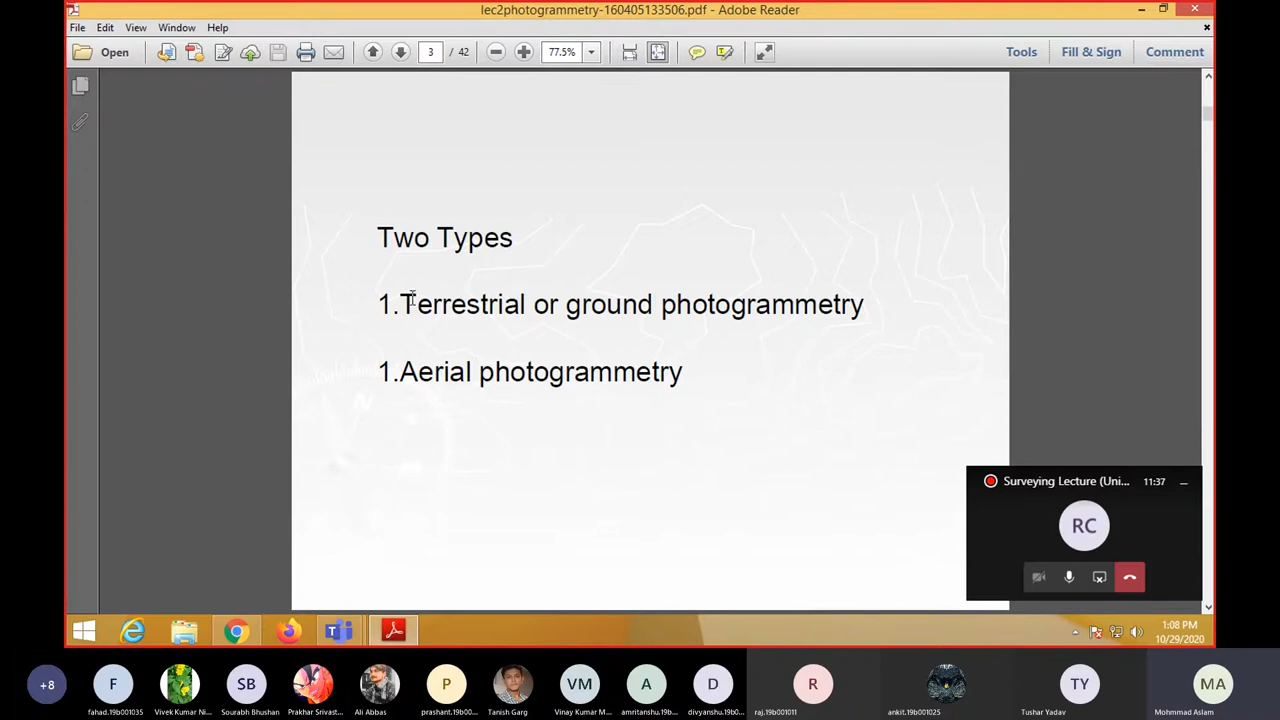 lec2photogrammetry-160405133506.pdf - Adobe Reader
File Edit View Window Help
Open 3 / 42 77.5% Tools Fill & Sign Comment
Two Types
1.Terrestrial or ground photogrammetry
1.Aerial photogrammetry
Surveying Lecture (Uni... 11:37
RC
1:08 PM
10/29/2020
+8 F SB P VM A D R TY MA
fahad.19b001035 Vivek Kumar Ni... Sourabh Bhushan Prakhar Srivast... Ali Abbas prashant.19b00... Tanish Garg Vinay Kumar M... amritanshu.19b... divyanshu.19b0... raj.19b001011 ankit.19b001025 Tushar Yadav Mohmmad Aslam